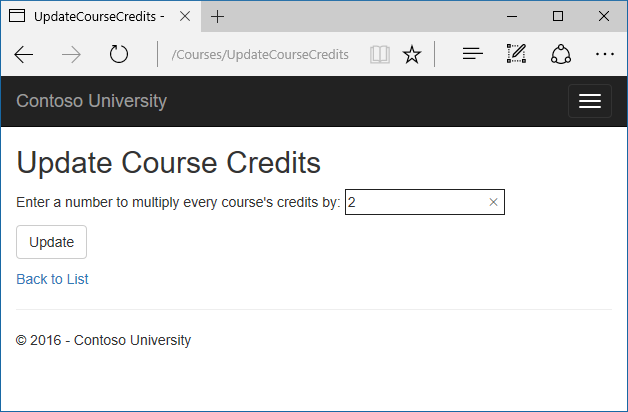 UpdateCourseCredits -
/Courses/UpdateCourseCredits
Contoso University
Update Course Credits
Enter a number to multiply every course's credits by: 2
Update
Back to List
© 2016 - Contoso University